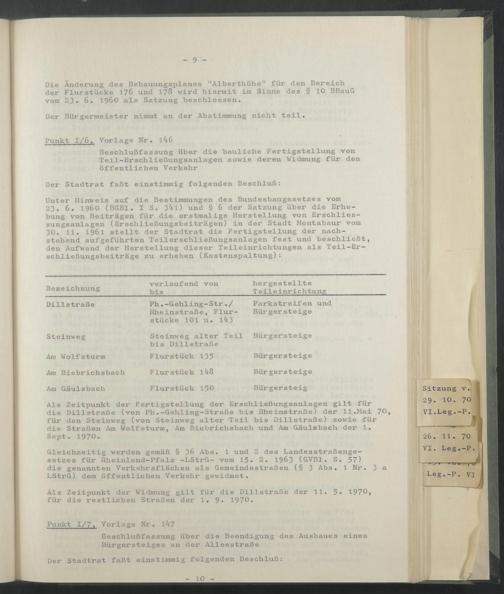 - 9 -
Die Änderung des Bebauungsplanes "Alberthöhe" für den Bereich
der Flurstücke 176 und 178 wird hiermit im Sinne des § 10 BBauG
vom 23. 6. 1960 als Satzung beschlossen.
Der Bürgermeister nimmt an der Abstimmung nicht teil.
Punkt I/6, Vorlage Nr. 146
Beschlußfassung über die bauliche Fertigstellung von
Teil-Erschließungsanlagen sowie deren Widmung für den
öffentlichen Verkehr
Der Stadtrat faßt einstimmig folgenden Beschluß:
Unter Hinweis auf die Bestimmungen des Bundesbaugesetzes vom
23. 6. 1960 (BGBl. I S. 341) und § 6 der Satzung über die Erhe-
bung von Beiträgen für die erstmalige Herstellung von Erschlies-
sungsanlagen (Erschließungsbeiträgen) in der Stadt Montabaur vom
30. 11. 1961 stellt der Stadtrat die Fertigstellung der nach-
stehend aufgeführten Teilerschließungsanlagen fest und beschließt,
den Aufwand der Herstellung dieser Teileinrichtungen als Teil-Er-
schließungsbeiträge zu erheben (Kostenspaltung):
Bezeichnung verlaufend von bis hergestellte Teileinrichtung
Dillstraße Ph.-Gehling-Str./ Parkstreifen und
Rheinstraße, Flur- Bürgersteige
stücke 101 u. 143
Steinweg Steinweg alter Teil Bürgersteige
bis Dillstraße
Am Wolfsturm Flurstück 135 Bürgersteige
Am Biebrichsbach Flurstück 148 Bürgersteige
Am Gäulsbach Flurstück 150 Bürgersteig
Als Zeitpunkt der Fertigstellung der Erschließungsanlagen gilt für
die Dillstraße (von Ph.-Gehling-Straße bis Rheinstraße) der 11.Mai 70,
für den Steinweg (von Steinweg alter Teil bis Dillstraße) sowie für
die Straßen Am Wolfsturm, Am Biebrichsbach und Am Gäulsbach der 1.
Sept. 1970.
Gleichzeitig werden gemäß § 36 Abs. 1 und 2 des Landesstraßenge-
setzes für Rheinland-Pfalz -LStrG- vom 15. 2. 1963 (GVBl. S. 57)
die genannten Verkehrsflächen als Gemeindestraßen (§ 3 Abs. 1 Nr. 3 a
LStrG) dem öffentlichen Verkehr gewidmet.
Als Zeitpunkt der Widmung gilt für die Dillstraße der 11. 5. 1970,
für die restlichen Straßen der 1. 9. 1970.
Punkt I/7, Vorlage Nr. 147
Beschlußfassung über die Beendigung des Ausbaues eines
Bürgersteiges an der Alleestraße
Der Stadtrat faßt einstimmig folgenden Beschluß:
- 10 -
Sitzung v.
29. 10. 70
VI.Leg.-P.
26. 11. 70
VI. Leg.-P.
Leg.-P. VI